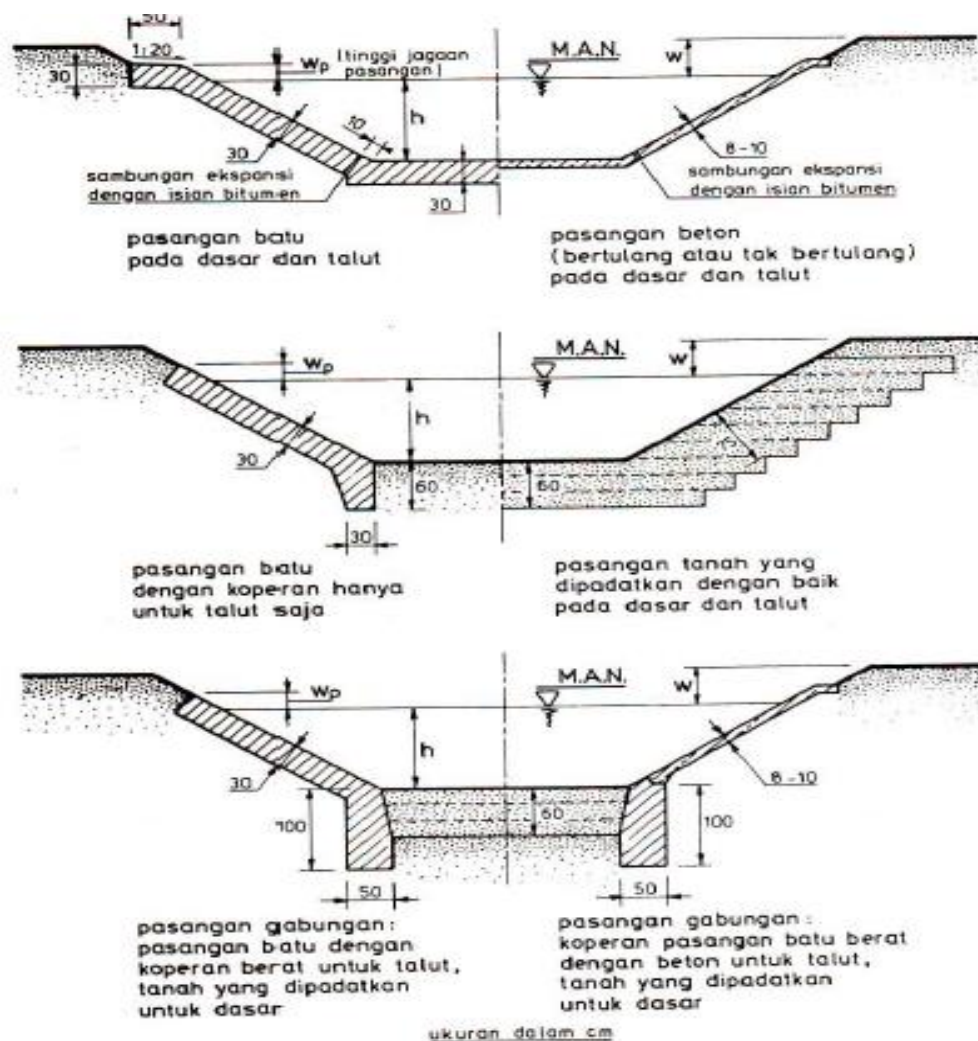 50
1:20
30
wp
(tinggi jagaan
pasangan)
M.A.N.
w
h
10
30
8-10
sambungan ekspansi
dengan isian bitumen
30
sambungan ekspansi
dengan isian bitumen
pasangan batu
pada dasar dan talut
pasangan beton
(bertulang atau tak bertulang)
pada dasar dan talut
wp
M.A.N.
w
h
30
60
60
75
30
pasangan batu
dengan koperan hanya
untuk talut saja
pasangan tanah yang
dipadatkan dengan baik
pada dasar dan talut
wp
M.A.N.
w
h
30
8-10
100
60
100
50
50
pasangan gabungan:
pasangan batu dengan
koperan berat untuk talut,
tanah yang dipadatkan
untuk dasar
pasangan gabungan:
koperan pasangan batu berat
dengan beton untuk talut,
tanah yang dipadatkan
untuk dasar
ukuran dalam cm